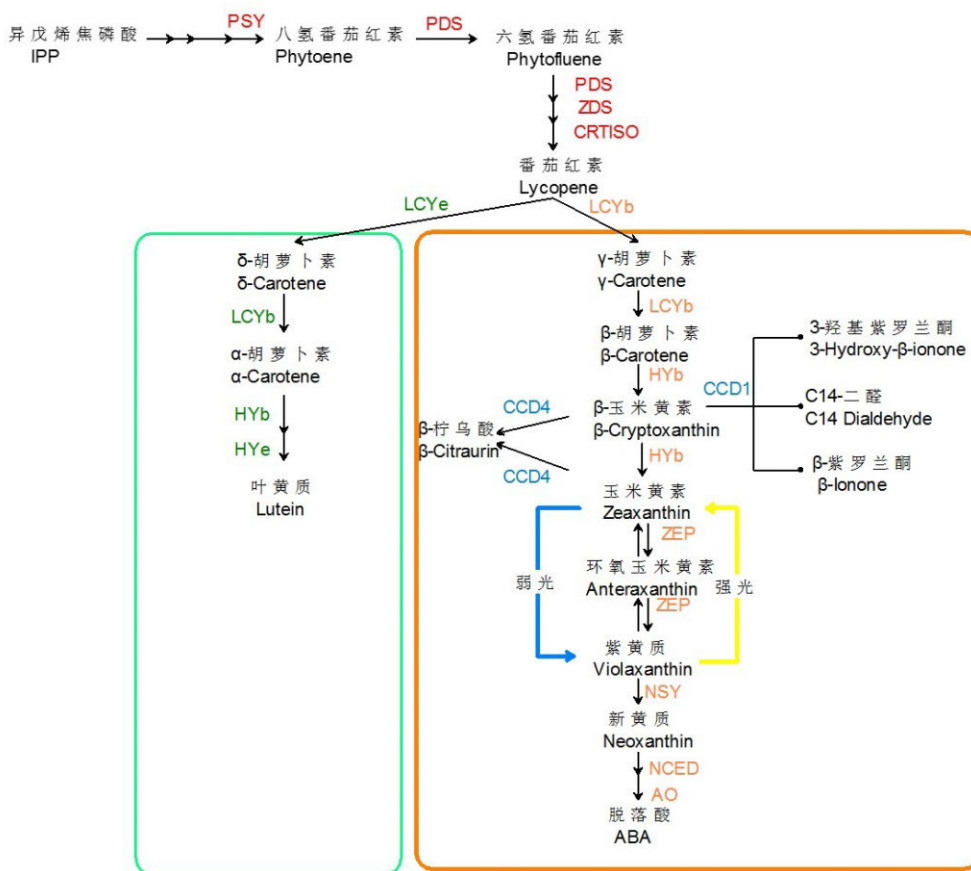 异戊烯焦磷酸
IPP
PSY
八氢番茄红素
Phytoene
PDS
六氢番茄红素
Phytofluene
PDS
ZDS
CRTISO
番茄红素
Lycopene
LCYe
LCYb
δ-胡萝卜素
δ-Carotene
LCYb
α-胡萝卜素
α-Carotene
HYb
HYe
叶黄质
Lutein
γ-胡萝卜素
γ-Carotene
LCYb
β-胡萝卜素
β-Carotene
HYb
β-玉米黄素
β-Cryptoxanthin
CCD1
3-羟基紫罗兰酮
3-Hydroxy-β-ionone
C14-二醛
C14 Dialdehyde
β-紫罗兰酮
β-Ionone
CCD4
β-柠乌酸
β-Citraurin
CCD4
HYb
玉米黄素
Zeaxanthin
ZEP
环氧玉米黄素
Anteraxanthin
弱光
强光
ZEP
紫黄质
Violaxanthin
NSY
新黄质
Neoxanthin
NCED
AO
脱落酸
ABA